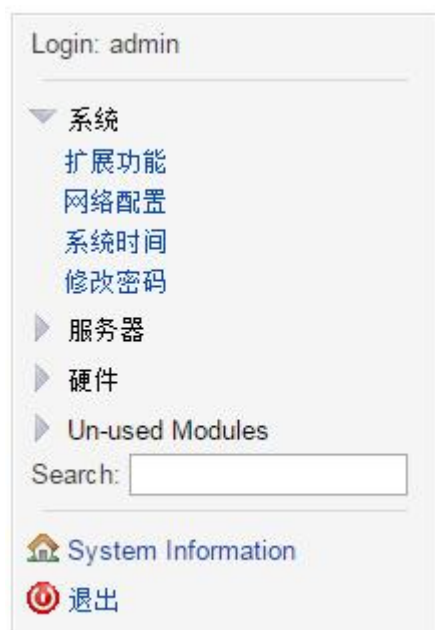 Login: admin
系统
扩展功能
网络配置
系统时间
修改密码
服务器
硬件
Un-used Modules
Search:
System Information
退出